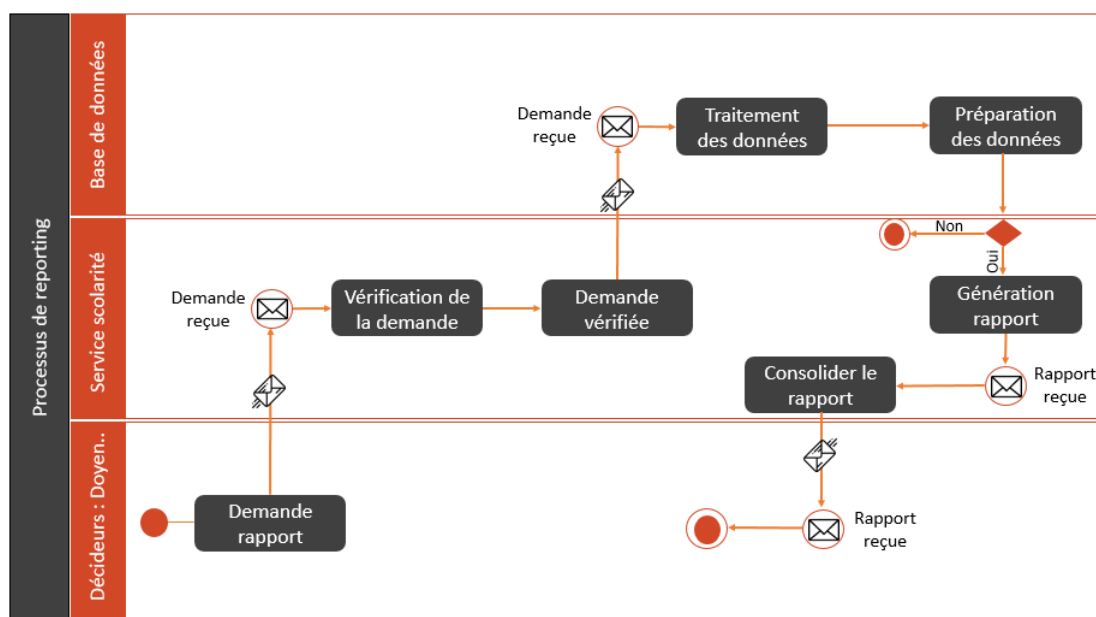 Processus de reporting
Base de données
Demande
reçue
Traitement
des données
Préparation
des données
Service scolarité
Non
Oui
Demande
reçue
Vérification de
la demande
Demande
vérifiée
Génération
rapport
Consolider le
rapport
Rapport
reçue
Décideurs : Doyen..
Demande
rapport
Rapport
reçue